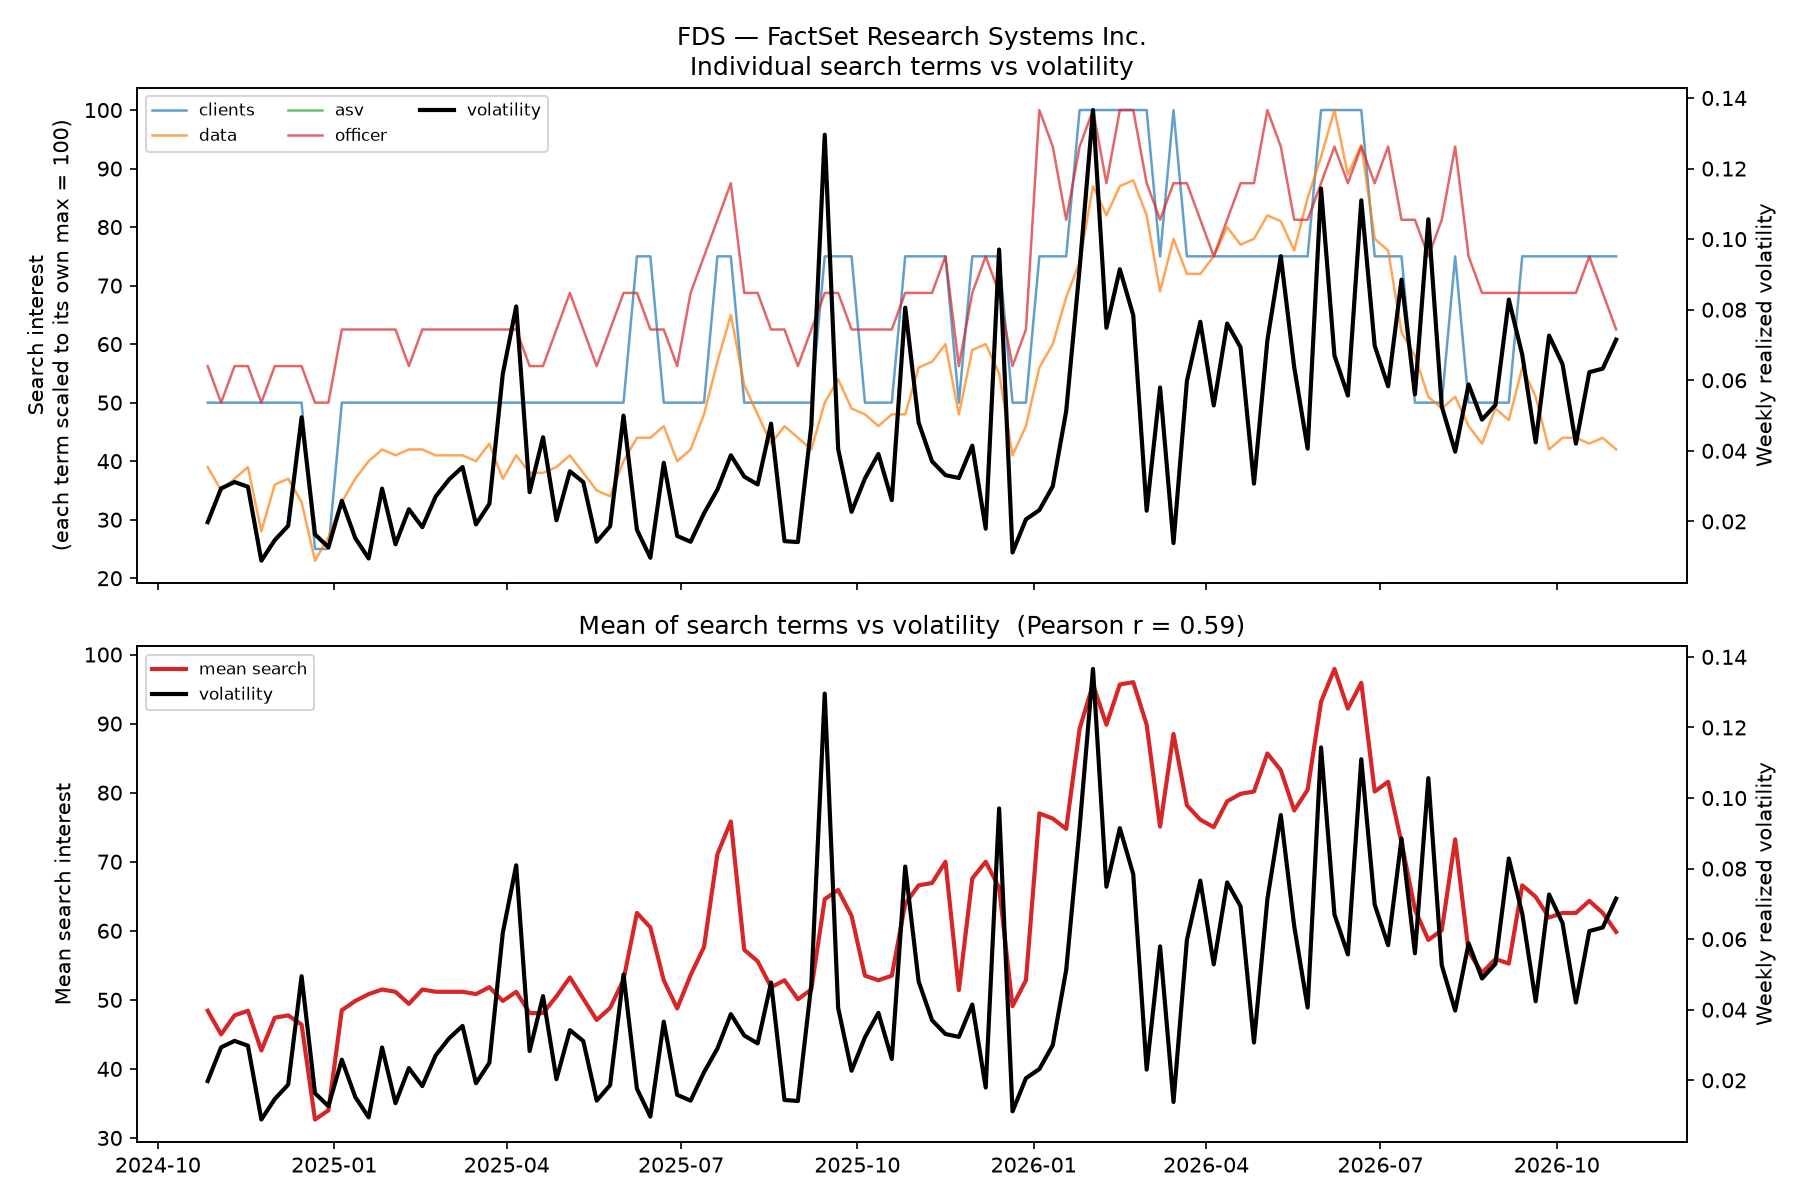 FDS — FactSet Research Systems Inc.
Individual search terms vs volatility
clients
data
asv
officer
volatility
Search interest
(each term scaled to its own max = 100)
100
90
80
70
60
50
40
30
20
0.14
0.12
0.10
0.08
0.06
0.04
0.02
Weekly realized volatility
Mean of search terms vs volatility (Pearson r = 0.59)
mean search
volatility
Mean search interest
100
90
80
70
60
50
40
30
0.14
0.12
0.10
0.08
0.06
0.04
0.02
Weekly realized volatility
2024-10
2025-01
2025-04
2025-07
2025-10
2026-01
2026-04
2026-07
2026-10